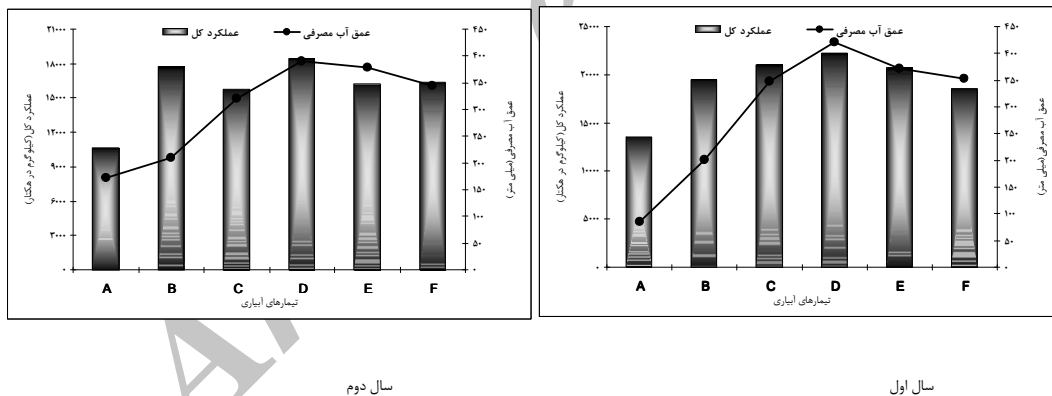 عملکرد کل
عمق آب مصرفی
عملکرد کل(کیلوگرم در هکتار)
۲۱۰۰۰
۱۸۰۰۰
۱۵۰۰۰
۱۲۰۰۰
۹۰۰۰
۶۰۰۰
۳۰۰۰
۰
۴۵۰
۴۰۰
۳۵۰
۳۰۰
۲۵۰
۲۰۰
۱۵۰
۱۰۰
۵۰
۰
عمق آب مصرفی(میلی متر)
A B C D E F
تیمارهای آبیاری
سال دوم
عملکرد کل
عمق آب مصرفی
عملکرد کل(کیلوگرم در هکتار)
۲۵۰۰۰
۲۰۰۰۰
۱۵۰۰۰
۱۰۰۰۰
۵۰۰۰
۰
۴۵۰
۴۰۰
۳۵۰
۳۰۰
۲۵۰
۲۰۰
۱۵۰
۱۰۰
۵۰
۰
عمق آب مصرفی(میلی متر)
A B C D E F
تیمارهای آبیاری
سال اول